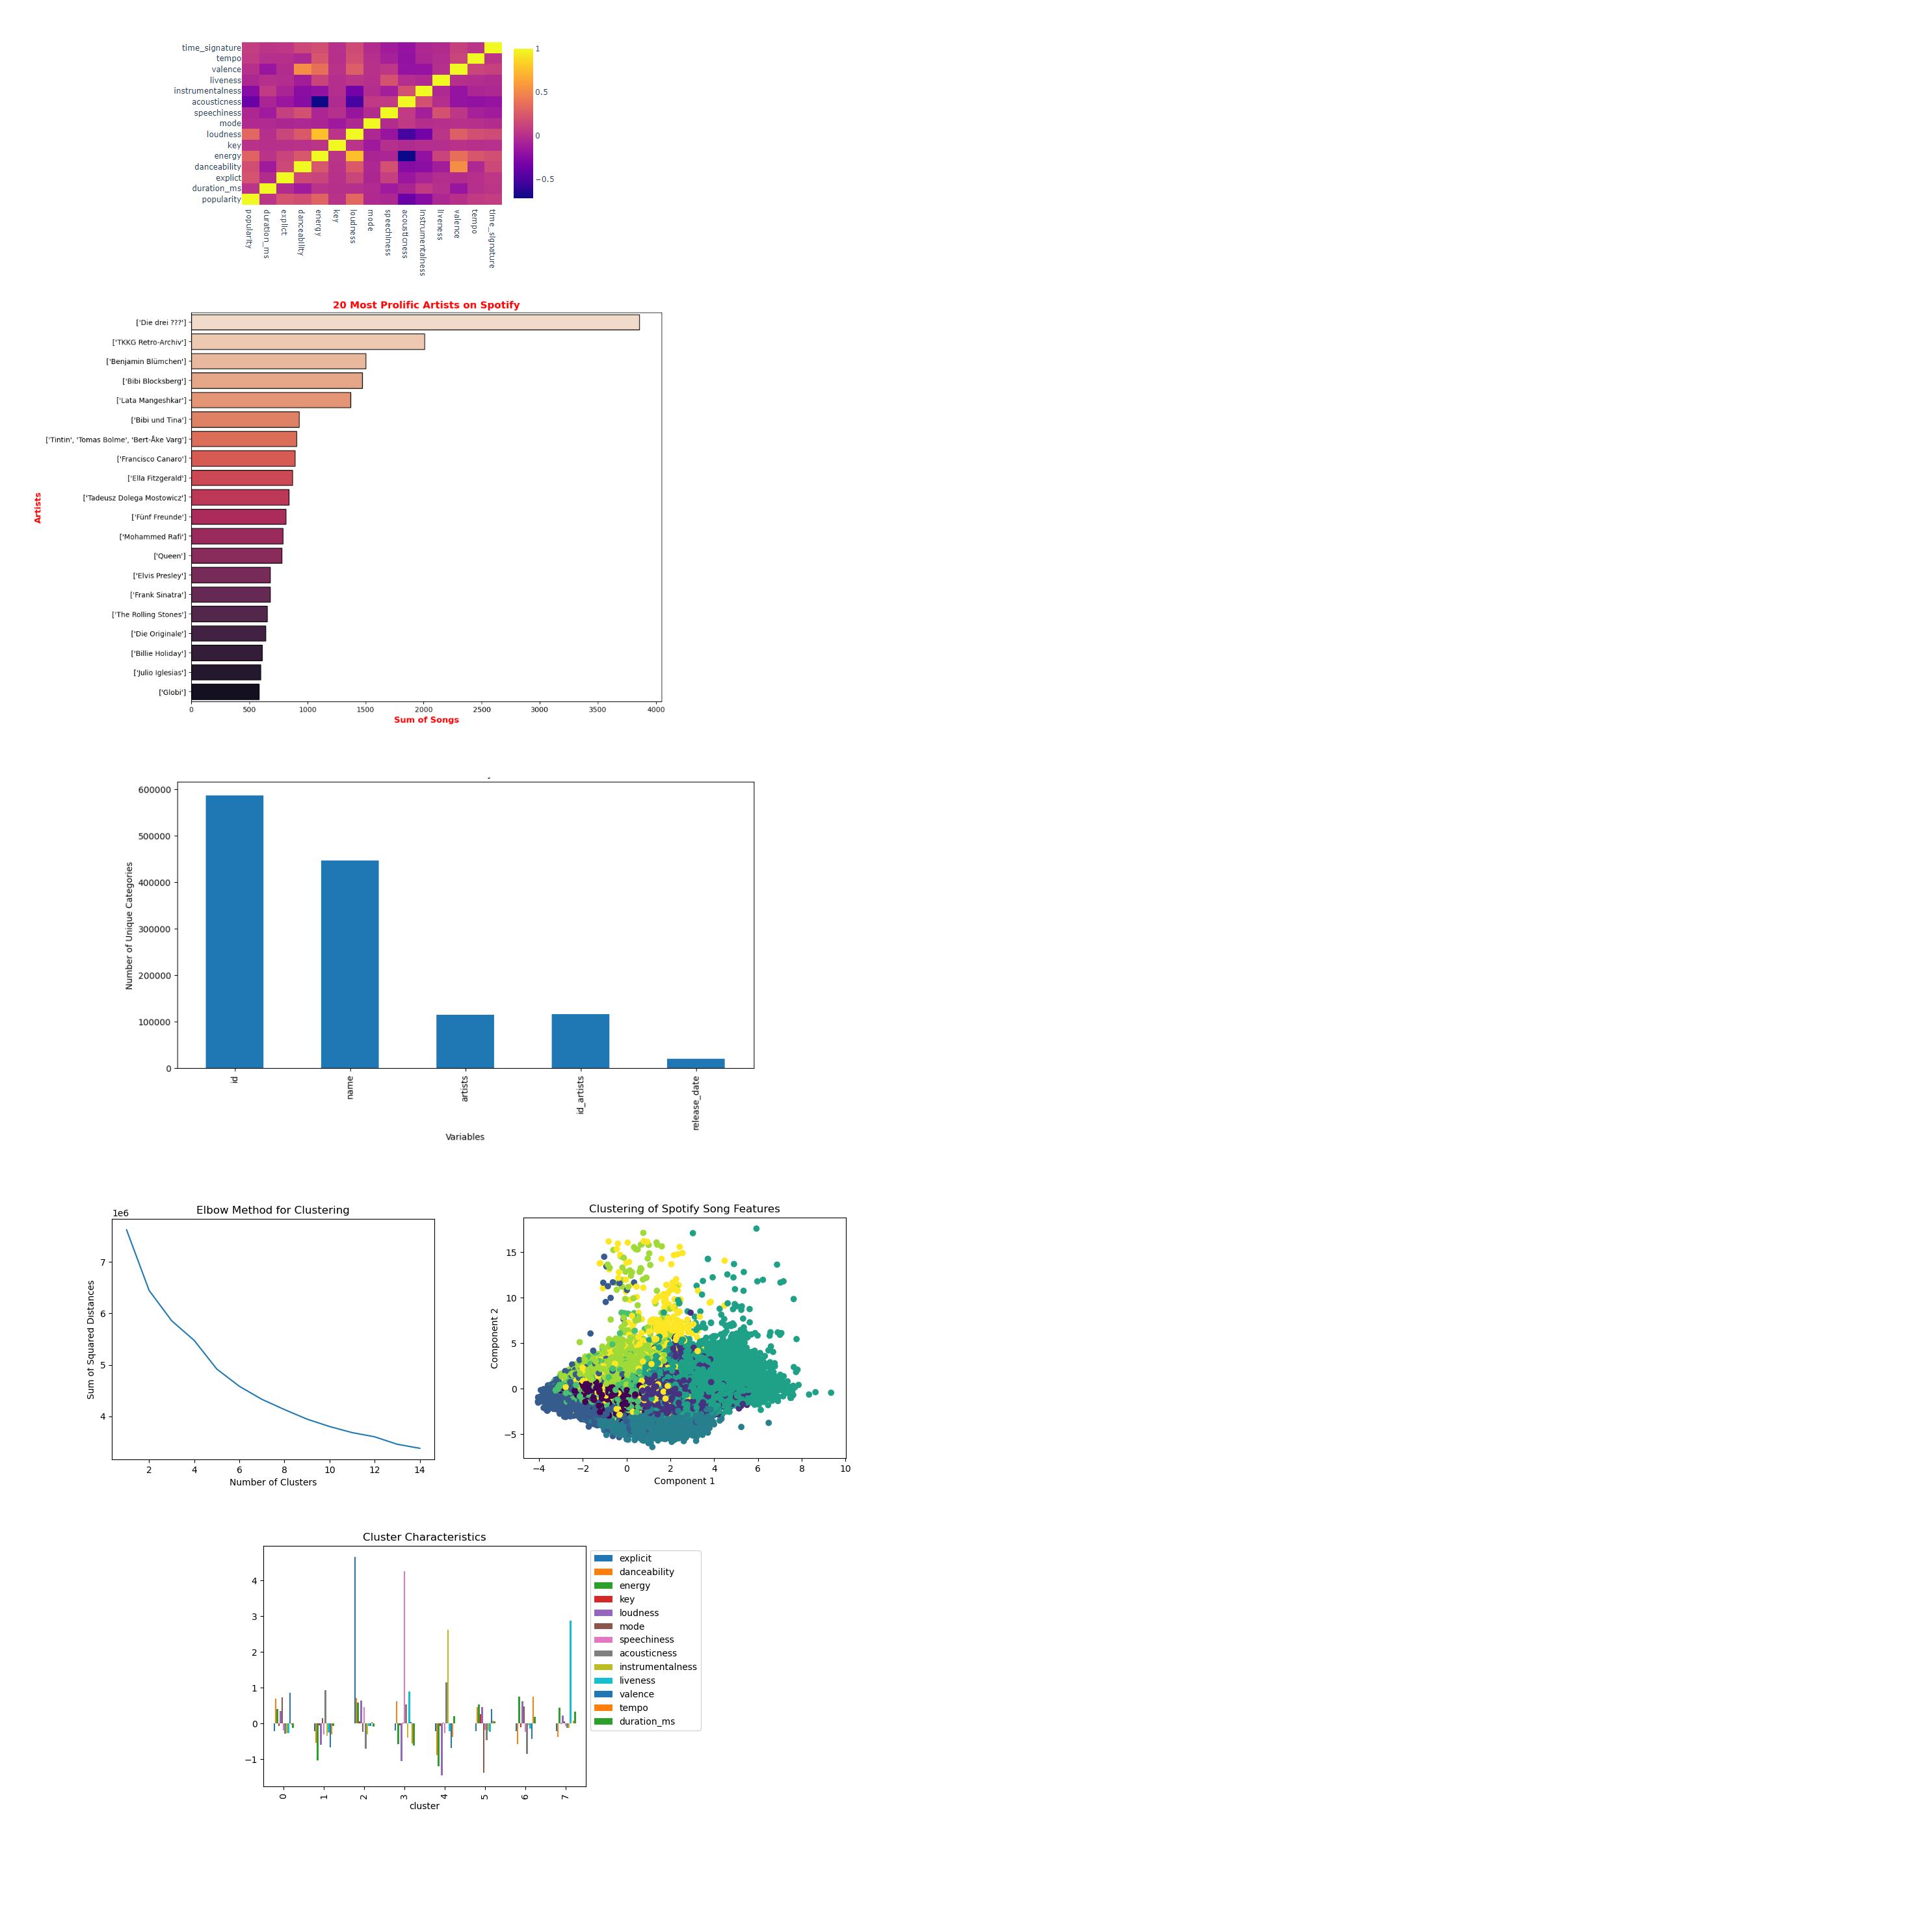 time_signature
tempo
valence
liveness
instrumentalness
acousticness
speechiness
mode
loudness
key
energy
danceability
explict
duration_ms
popularity
1
0.5
0
−0.5
popularity
duration_ms
explict
danceability
energy
key
loudness
mode
speechiness
acousticness
instrumentalness
liveness
valence
tempo
time_signature
20 Most Prolific Artists on Spotify
Artists
['Die drei ???']
['TKKG Retro-Archiv']
['Benjamin Blümchen']
['Bibi Blocksberg']
['Lata Mangeshkar']
['Bibi und Tina']
['Tintin', 'Tomas Bolme', 'Bert-Åke Varg']
['Francisco Canaro']
['Ella Fitzgerald']
['Tadeusz Dolega Mostowicz']
['Fünf Freunde']
['Mohammed Rafi']
['Queen']
['Elvis Presley']
['Frank Sinatra']
['The Rolling Stones']
['Die Originale']
['Billie Holiday']
['Julio Iglesias']
['Globi']
0 500 1000 1500 2000 2500 3000 3500 4000
Sum of Songs
Number of Unique Categories
600000
500000
400000
300000
200000
100000
0
id
name
artists
id_artists
release_date
Variables
Elbow Method for Clustering
1e6
Sum of Squared Distances
7
6
5
4
2 4 6 8 10 12 14
Number of Clusters
Clustering of Spotify Song Features
Component 2
15
10
5
0
−5
−4 −2 0 2 4 6 8 10
Component 1
Cluster Characteristics
4
3
2
1
0
−1
0 1 2 3 4 5 6 7
cluster
explicit
danceability
energy
key
loudness
mode
speechiness
acousticness
instrumentalness
liveness
valence
tempo
duration_ms